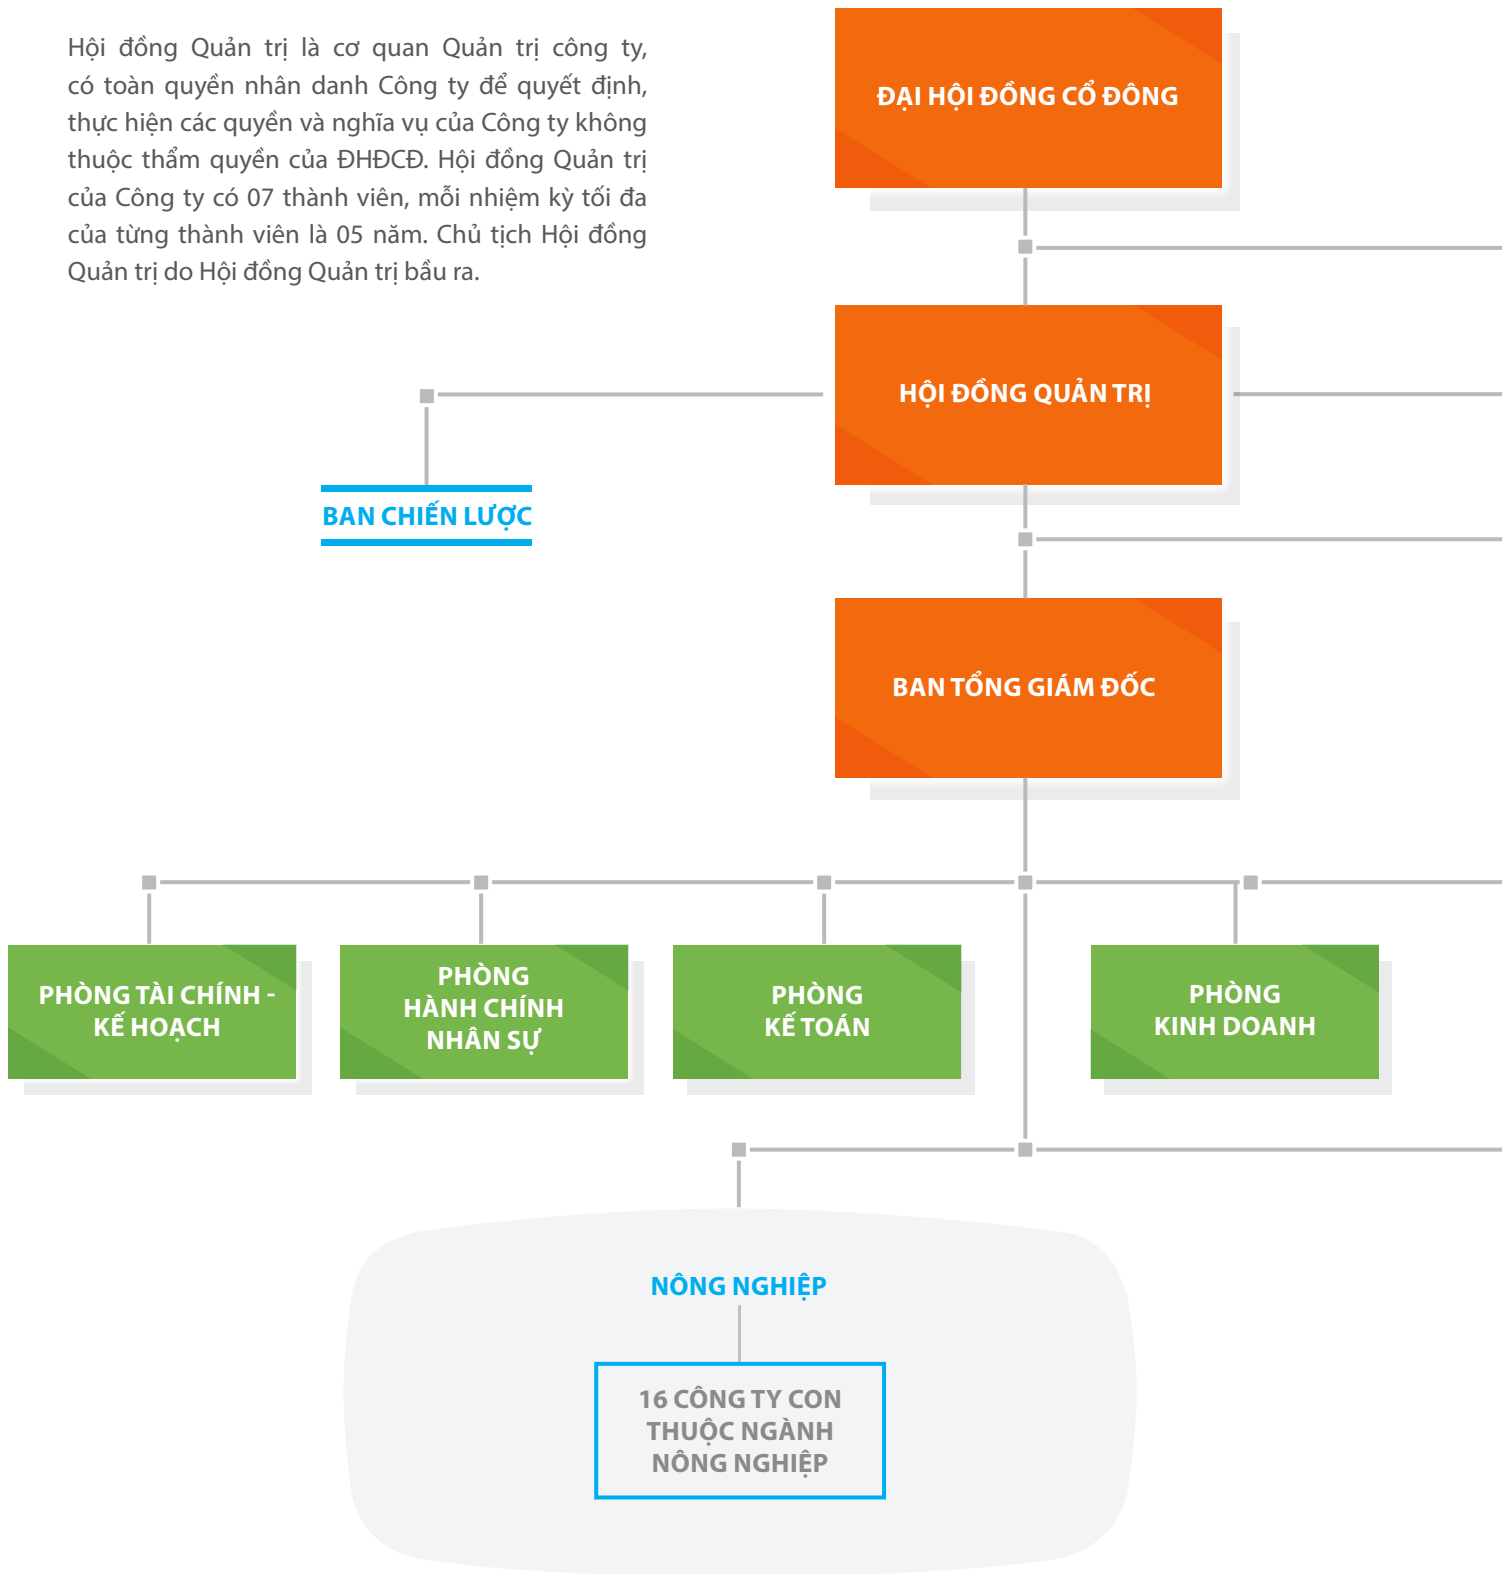 Hội đồng Quản trị là cơ quan Quản trị công ty,
có toàn quyền nhân danh Công ty để quyết định,
thực hiện các quyền và nghĩa vụ của Công ty không
thuộc thẩm quyền của ĐHĐCĐ. Hội đồng Quản trị
của Công ty có 07 thành viên, mỗi nhiệm kỳ tối đa
của từng thành viên là 05 năm. Chủ tịch Hội đồng
Quản trị do Hội đồng Quản trị bầu ra.
ĐẠI HỘI ĐỒNG CỔ ĐÔNG
HỘI ĐỒNG QUẢN TRỊ
BAN CHIẾN LƯỢC
BAN TỔNG GIÁM ĐỐC
PHÒNG TÀI CHÍNH -
KẾ HOẠCH
PHÒNG
HÀNH CHÍNH
NHÂN SỰ
PHÒNG
KẾ TOÁN
PHÒNG
KINH DOANH
NÔNG NGHIỆP
16 CÔNG TY CON
THUỘC NGÀNH
NÔNG NGHIỆP